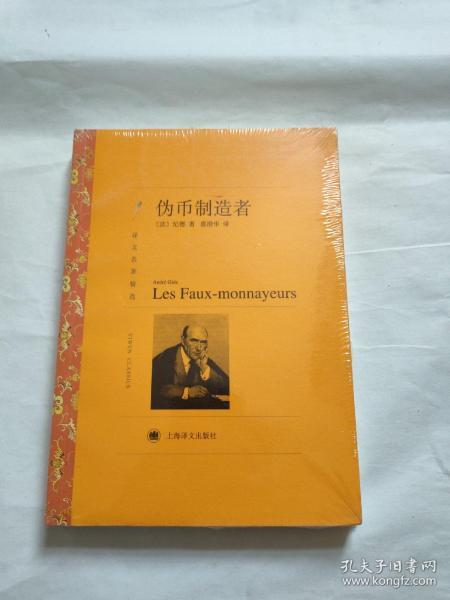 伪币制造者
〔法〕纪德 著 盛澄华 译
译文名著精选
André Gide
Les Faux-monnayeurs
YIWEN CLASSICS
上海译文出版社
孔夫子旧书网
www.kongfz.com